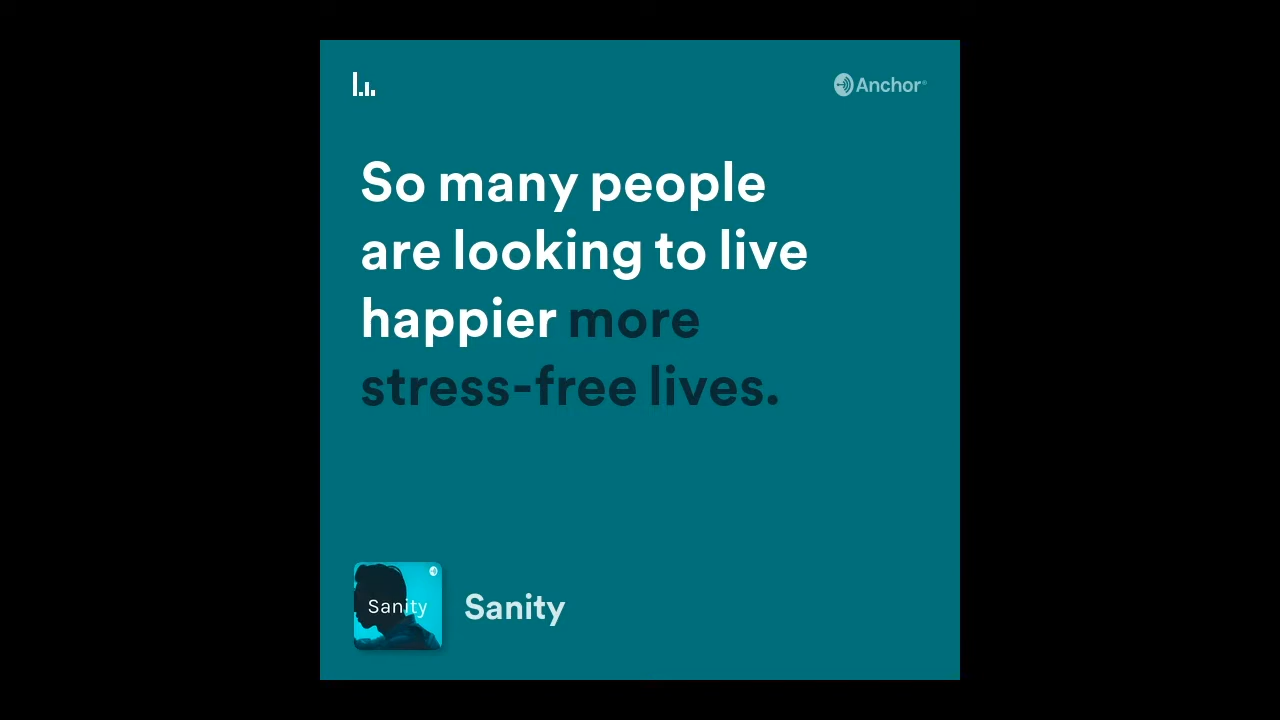 Anchor
So many people
are looking to live
happier more
stress-free lives.
Sanity
Sanity